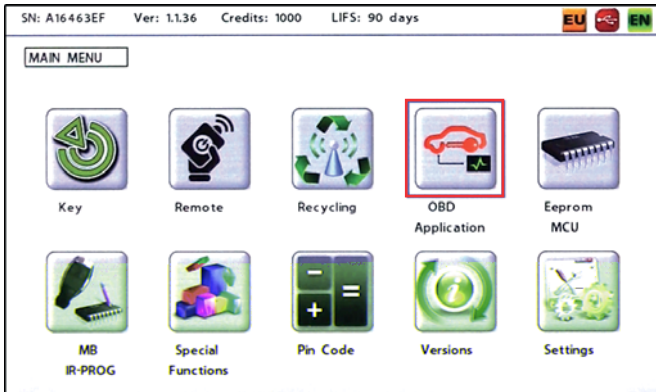 SN: A16463EF Ver: 1.1.36 Credits: 1000 LIFS: 90 days EU EN
MAIN MENU
Key Remote Recycling OBD Eeprom
Application MCU
MB Special Pin Code Versions Settings
IR-PROG Functions